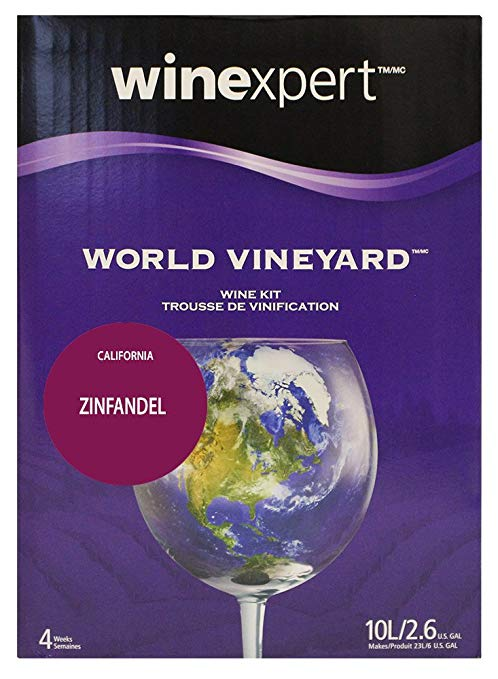 winexpert™/MC
WORLD VINEYARD™/MC
WINE KIT
TROUSSE DE VINIFICATION
CALIFORNIA
ZINFANDEL
4 Weeks
Semaines
10L/2.6 U.S. GAL
Makes/Produit 23L/6 U.S. GAL